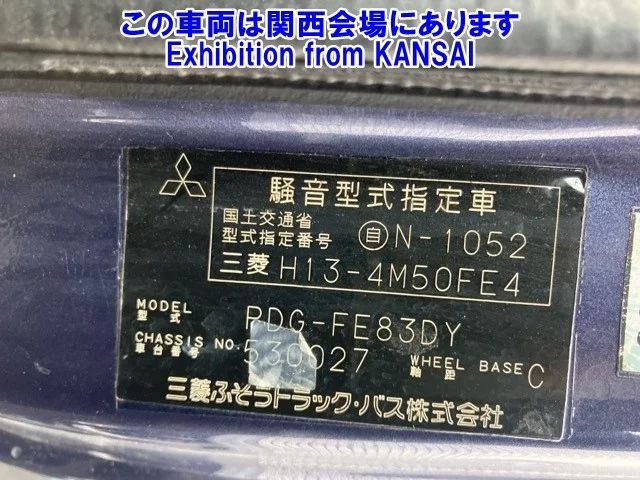 この車両は関西会場にあります
Exhibition from KANSAI
騒音型式指定車
国土交通省
型式指定番号 自 N-1052
三菱 H13-4M50FE4
MODEL 型式 PDG-FE83DY
CHASSIS NO. 車台番号 530027 WHEEL BASE 軸距 C
三菱ふそうトラック・バス株式会社